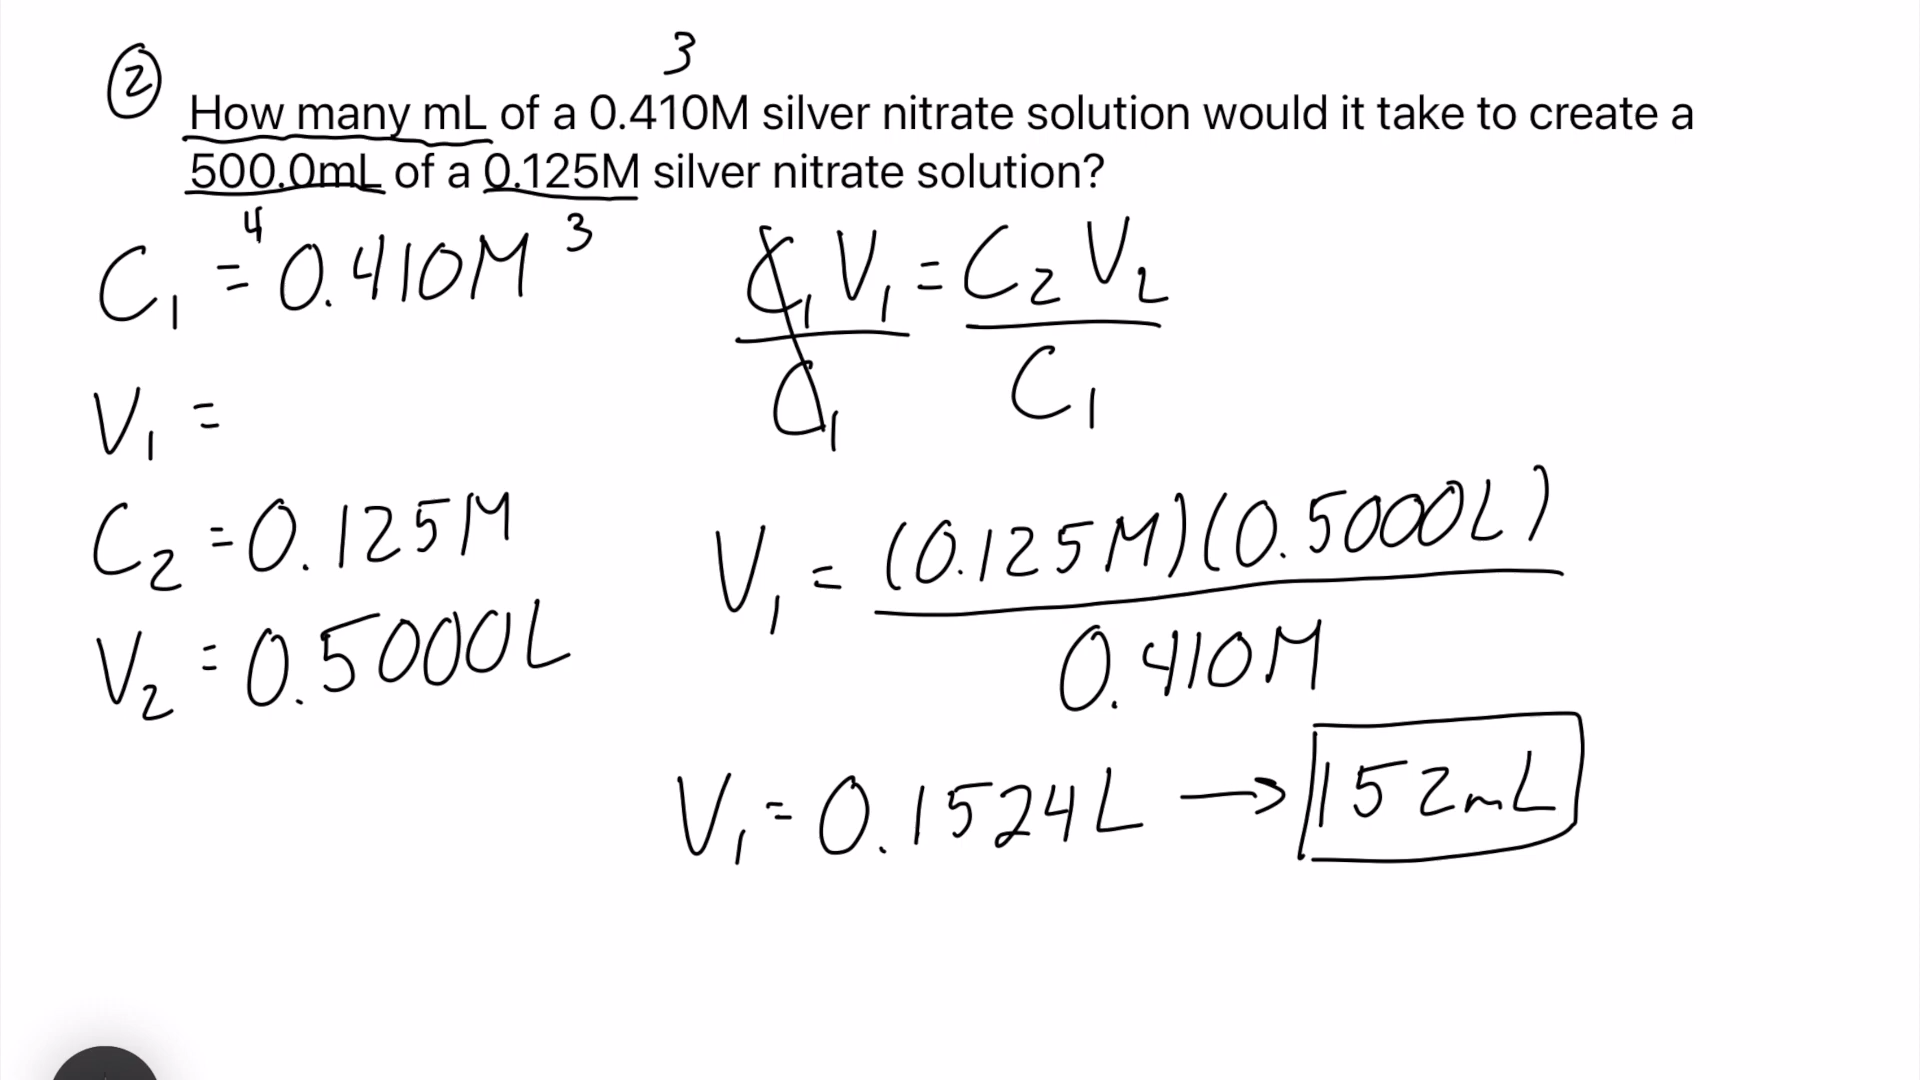 3
② How many mL of a 0.410M silver nitrate solution would it take to create a
500.0mL of a 0.125M silver nitrate solution?
4 3
C₁ = 0.410M
V₁ =
C₂ = 0.125M
V₂ = 0.5000L
C₁V₁ = C₂V₂
C₁ C₁
V₁ = (0.125M)(0.5000L)
0.410M
V₁ = 0.1524L → 152mL